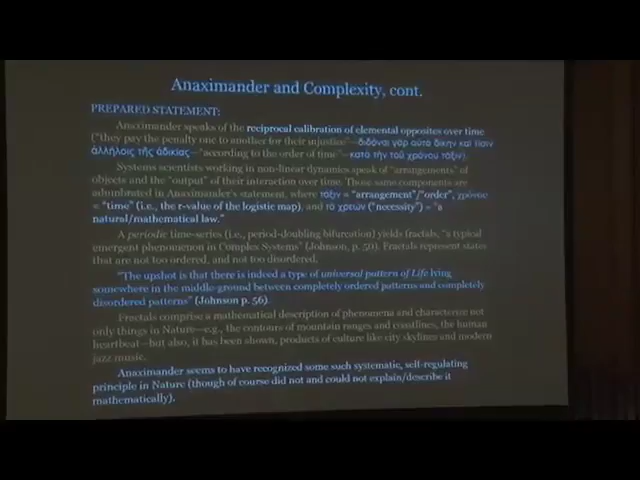 Anaximander and Complexity, cont.
PREPARED STATEMENT:
Anaximander speaks of the reciprocal calibration of elemental opposites over time
("they pay the penalty one to another for their injustice"—διδόναι γὰρ αὐτὰ δίκην καὶ τίσιν
ἀλλήλοις τῆς ἀδικίας—"according to the order of time"—κατὰ τὴν τοῦ χρόνου τάξιν).
Systems scientists working in non-linear dynamics speak of "arrangements" of
objects and the "output" of their interaction over time. These same components are
adumbrated in Anaximander's statement, where τάξιν = "arrangement"/"order", χρόνου
= "time" (i.e., the r-value of the logistic map), and τὸ χρεών ("necessity") = "a
natural/mathematical law."
A periodic time-series (i.e., period-doubling bifurcation) yields fractals, "a typical
emergent phenomenon in Complex Systems" (Johnson, p. 50). Fractals represent states
that are not too ordered, and not too disordered.
"The upshot is that there is indeed a type of universal pattern of Life lying
somewhere in the middle-ground between completely ordered patterns and completely
disordered patterns" (Johnson p. 56).
Fractals comprise a mathematical description of phenomena and characterize not
only things in Nature—e.g., the contours of mountain ranges and coastlines, the human
heartbeat—but also, it has been shown, products of culture like city skylines and modern
jazz music.
Anaximander seems to have recognized some such systematic, self-regulating
principle in Nature (though of course did not and could not explain/describe it
mathematically).